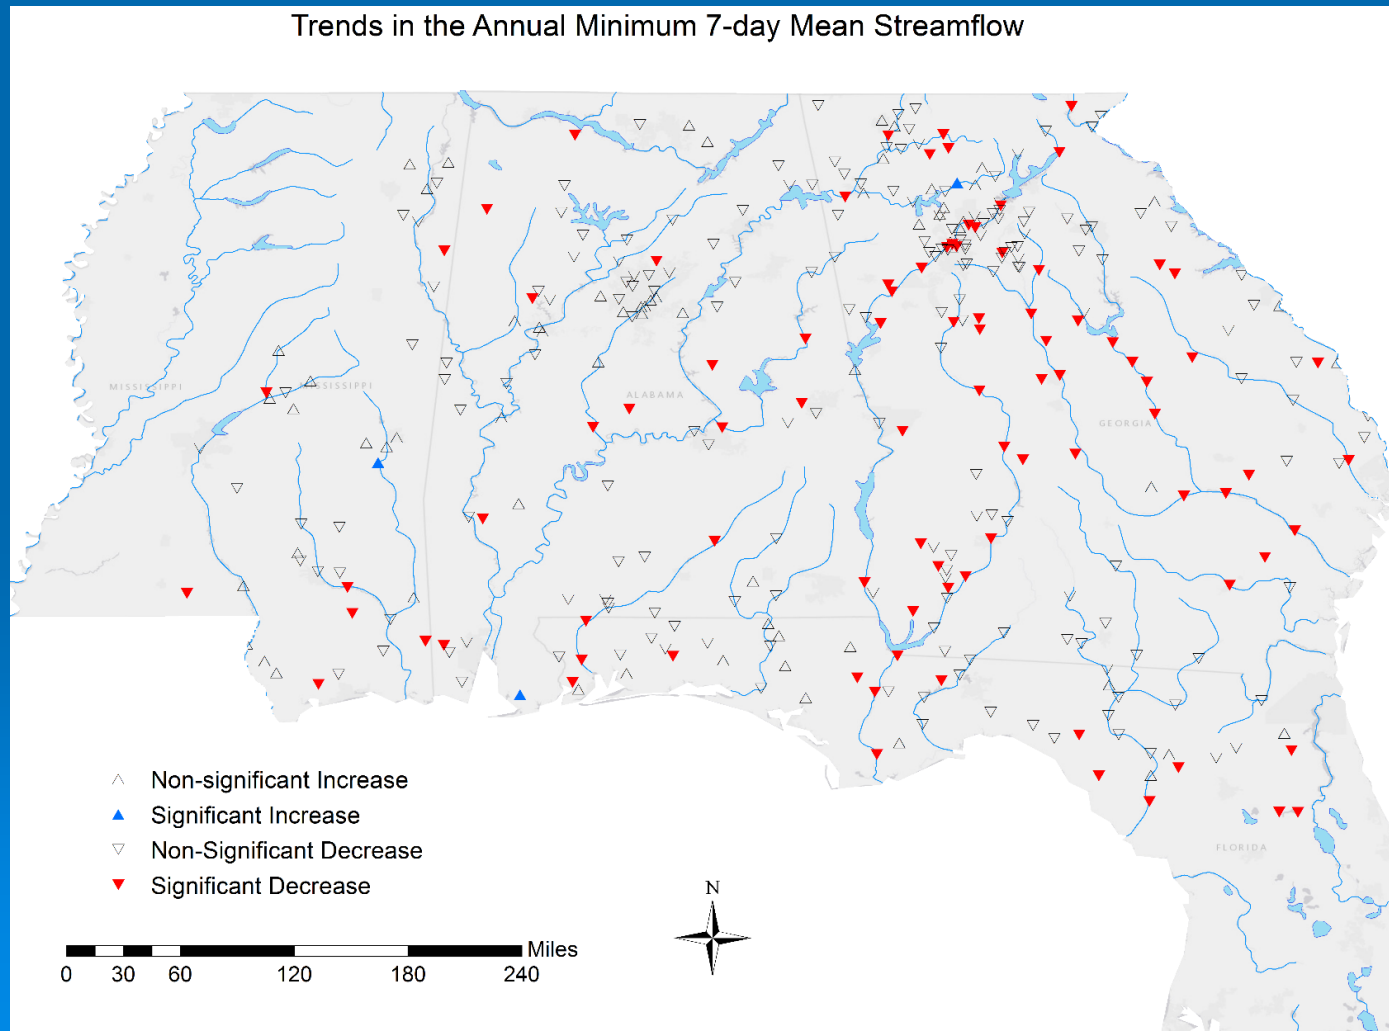 Trends in the Annual Minimum 7-day Mean Streamflow
MISSISSIPPI
MISSISSIPPI
ALABAMA
GEORGIA
Non-significant Increase
Significant Increase
Non-Significant Decrease
Significant Decrease
FLORIDA
N
Miles
0 30 60 120 180 240